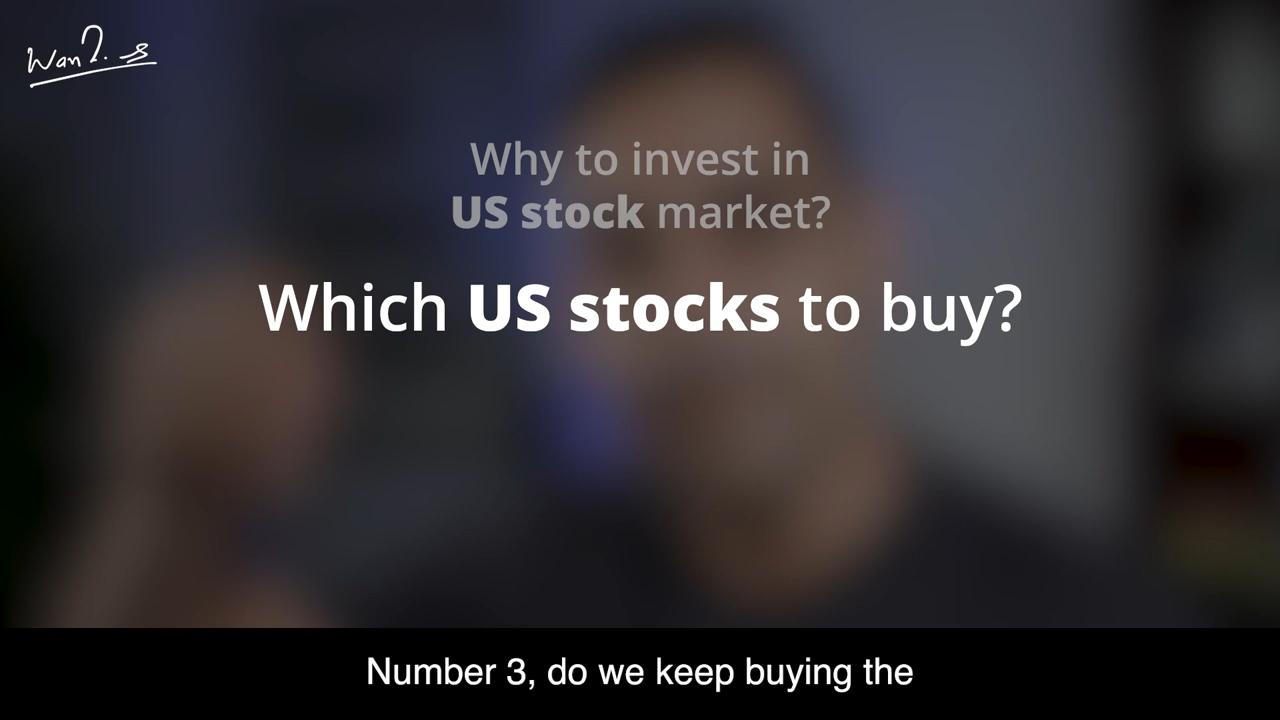 Why to invest in
US stock market?
Which US stocks to buy?
Number 3, do we keep buying the